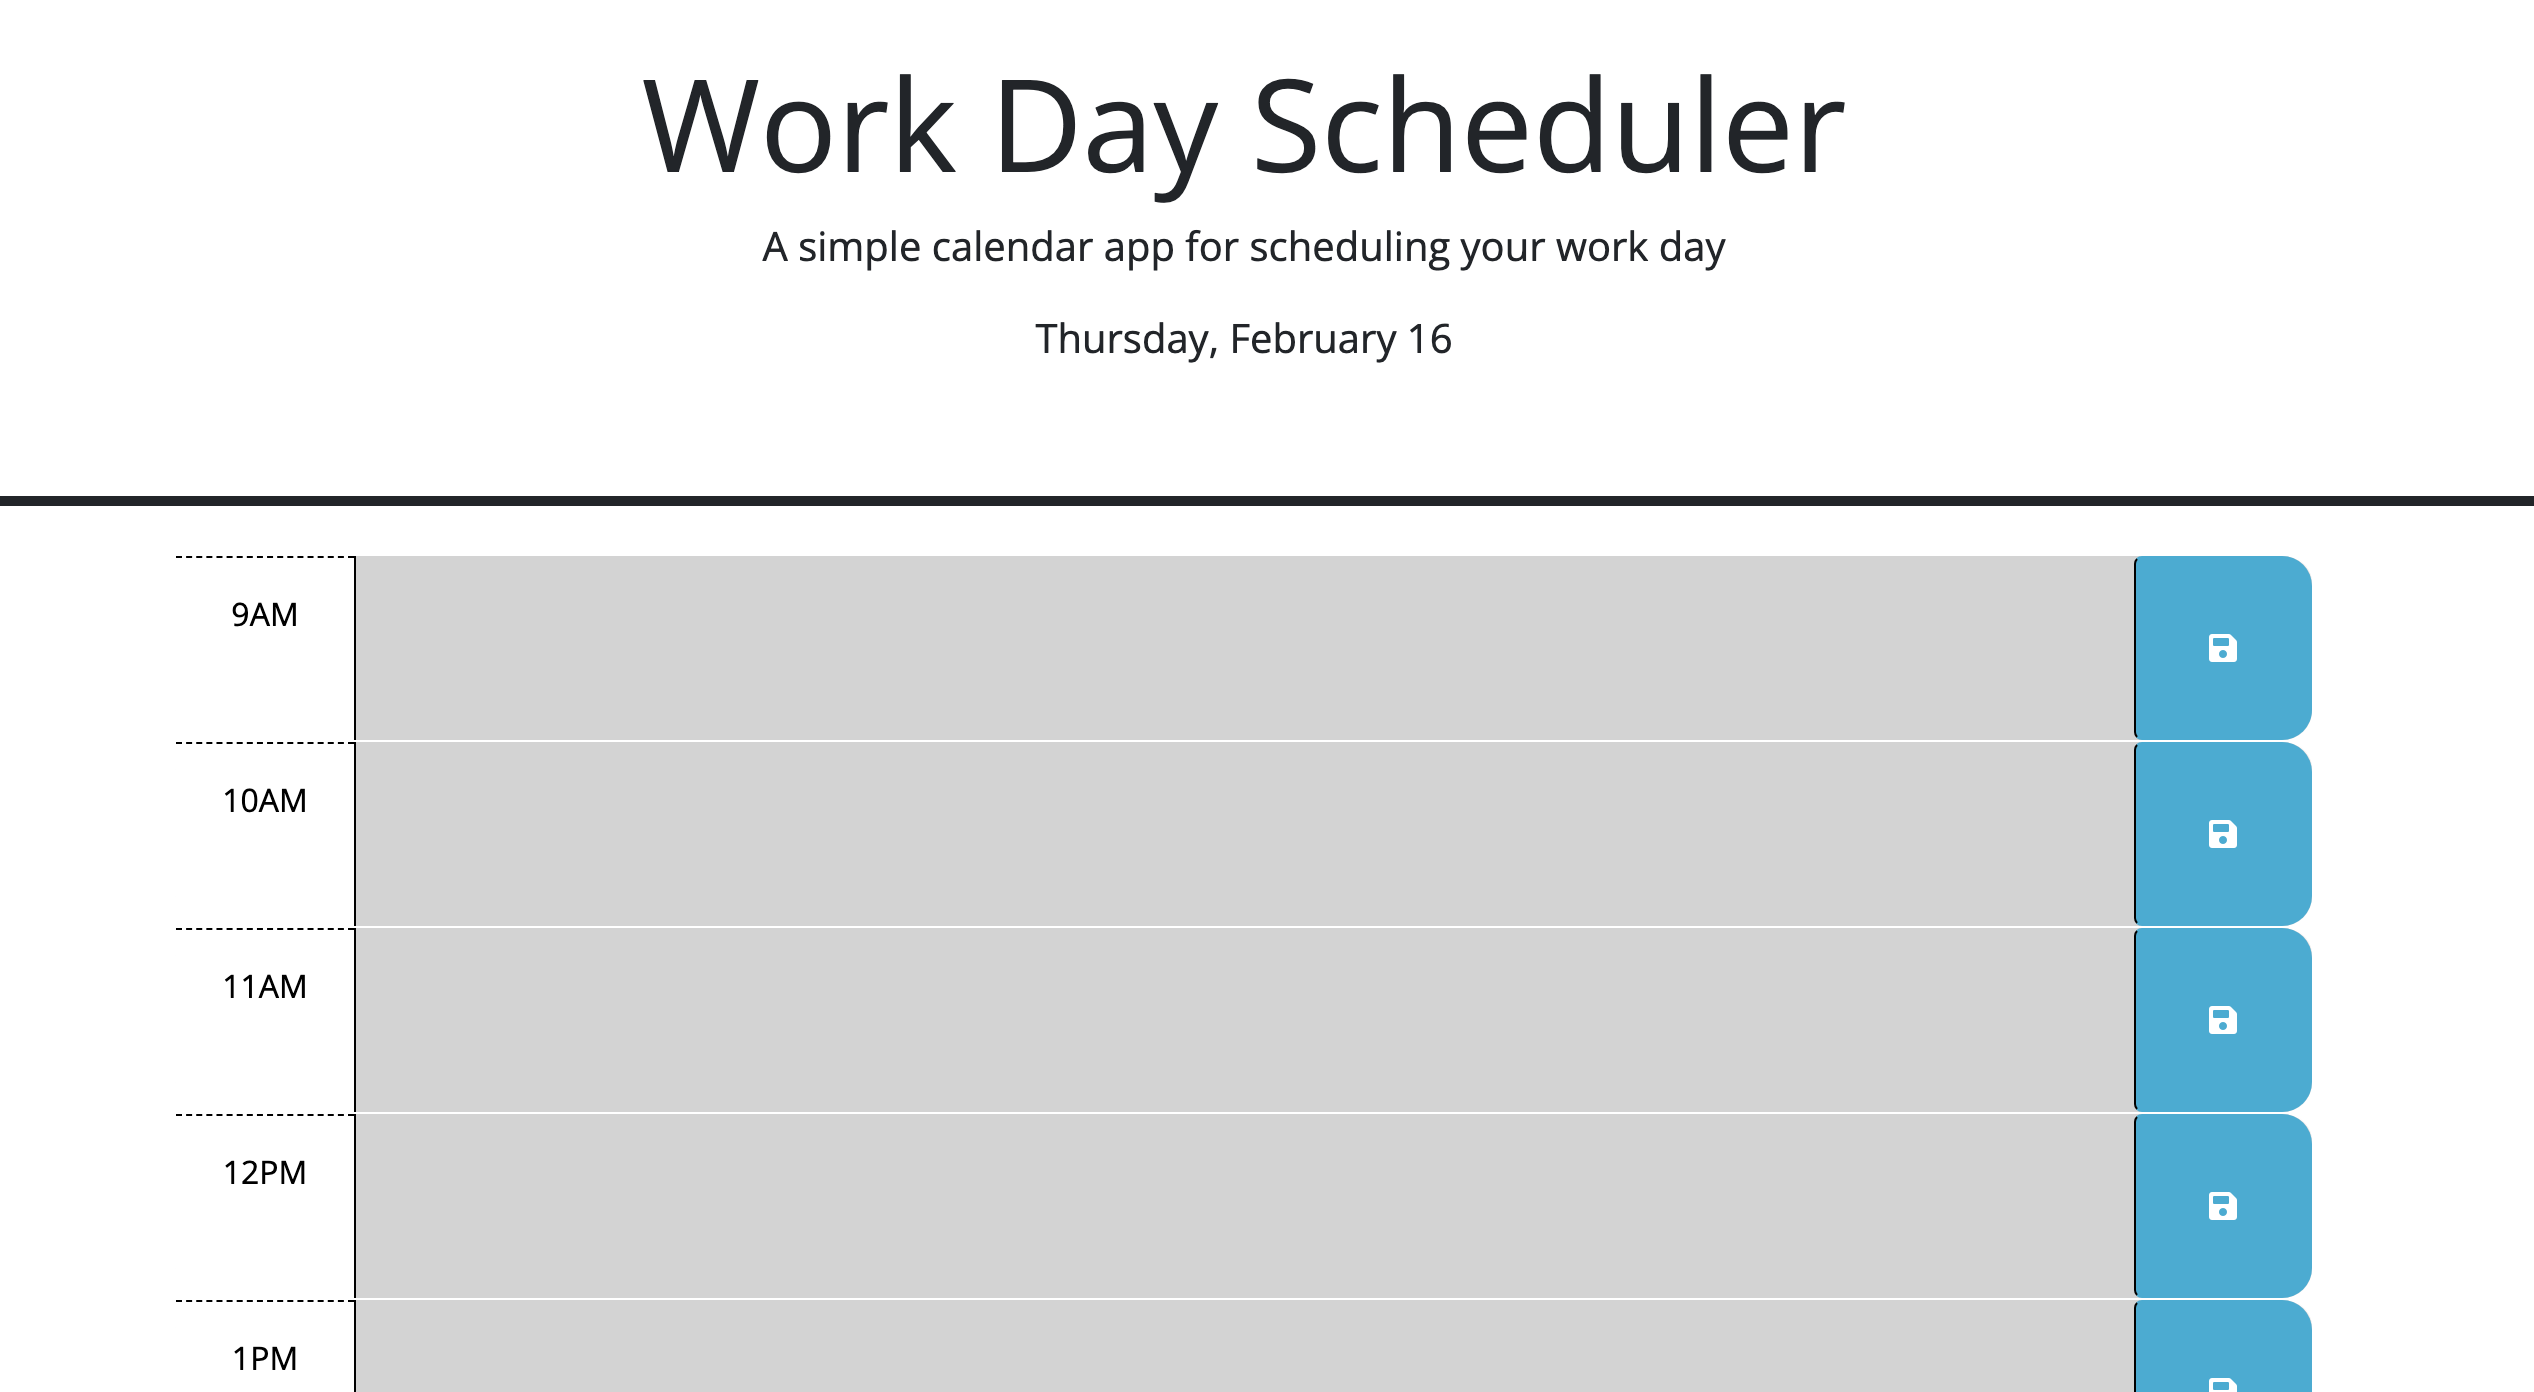 Work Day Scheduler
A simple calendar app for scheduling your work day
Thursday, February 16
9AM
10AM
11AM
12PM
1PM